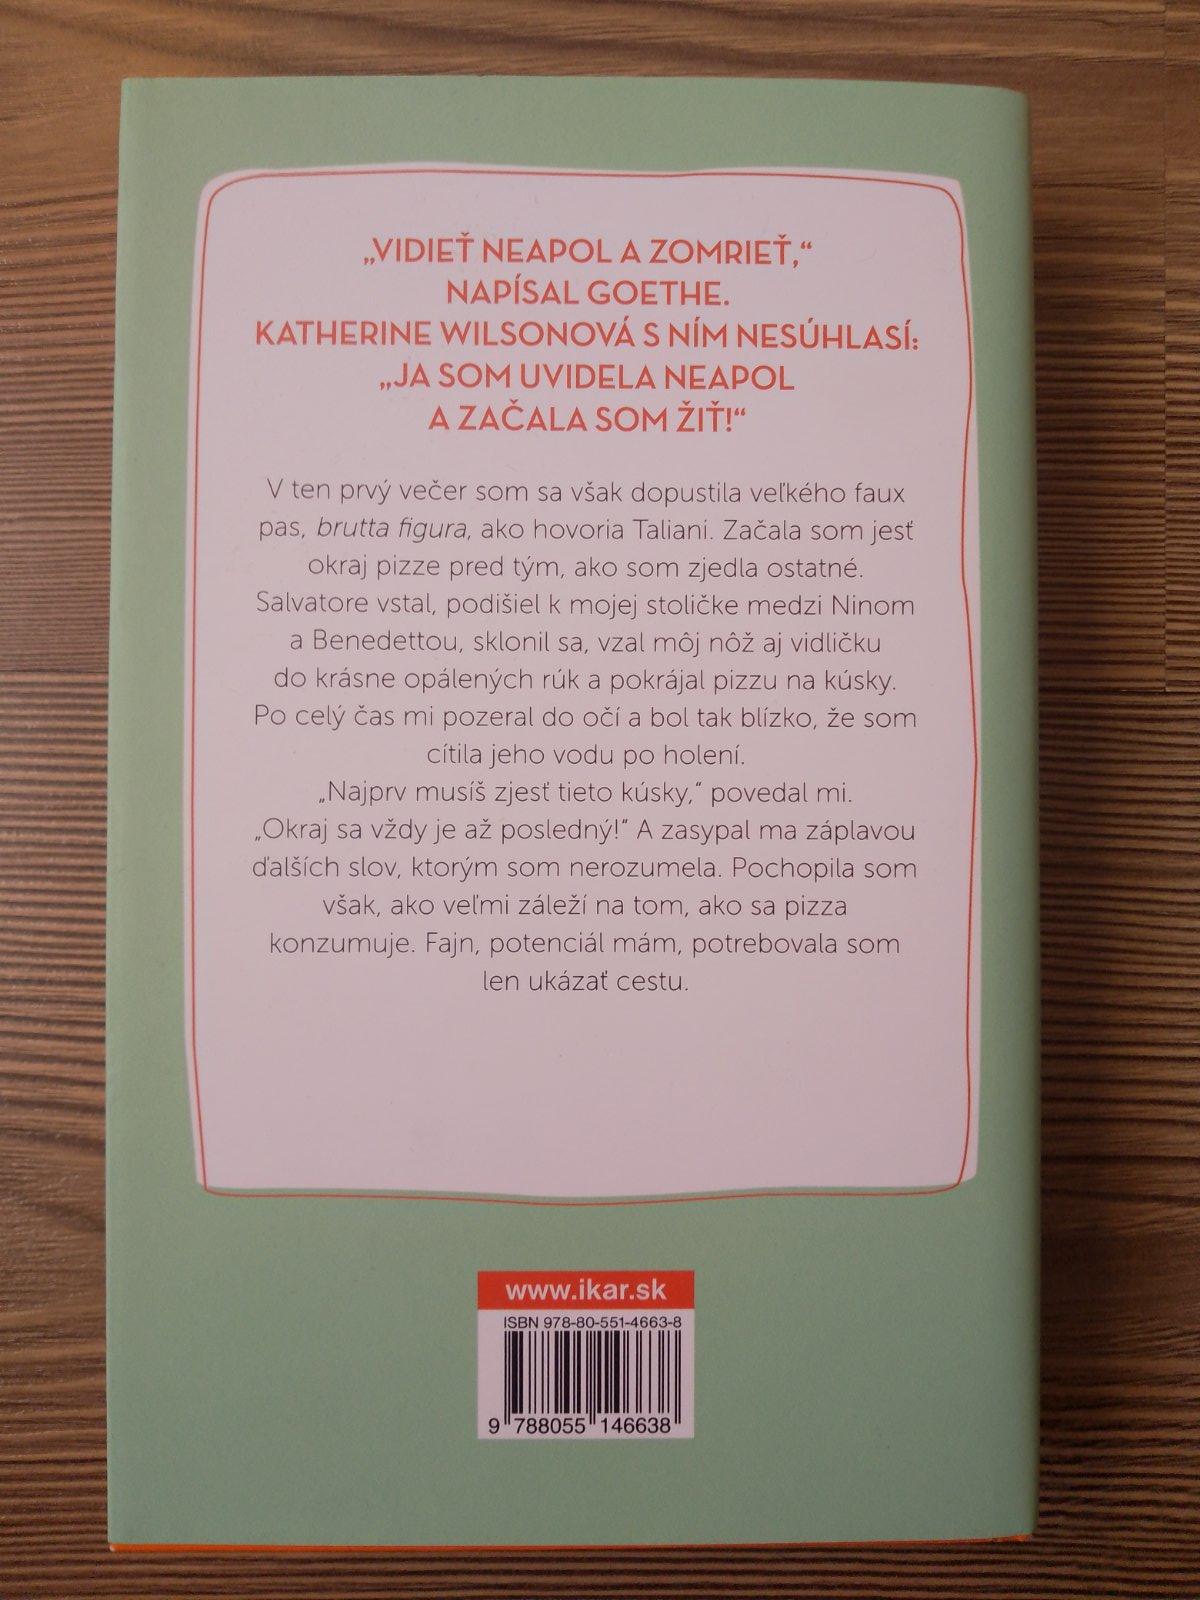 „VIDIEŤ NEAPOL A ZOMRIEŤ,“
NAPÍSAL GOETHE.
KATHERINE WILSONOVÁ S NÍM NESÚHLASÍ:
„JA SOM UVIDELA NEAPOL
A ZAČALA SOM ŽIŤ!“
V ten prvý večer som sa však dopustila veľkého faux
pas, brutta figura, ako hovoria Taliani. Začala som jesť
okraj pizze pred tým, ako som zjedla ostatné.
Salvatore vstal, podišiel k mojej stoličke medzi Ninom
a Benedettou, sklonil sa, vzal môj nôž aj vidličku
do krásne opálených rúk a pokrájal pizzu na kúsky.
Po celý čas mi pozeral do očí a bol tak blízko, že som
cítila jeho vodu po holení.
„Najprv musíš zjesť tieto kúsky,“ povedal mi.
„Okraj sa vždy je až posledný!“ A zasypal ma záplavou
ďalších slov, ktorým som nerozumela. Pochopila som
však, ako veľmi záleží na tom, ako sa pizza
konzumuje. Fajn, potenciál mám, potrebovala som
len ukázať cestu.
www.ikar.sk
ISBN 978-80-551-4663-8
9 788055 146638